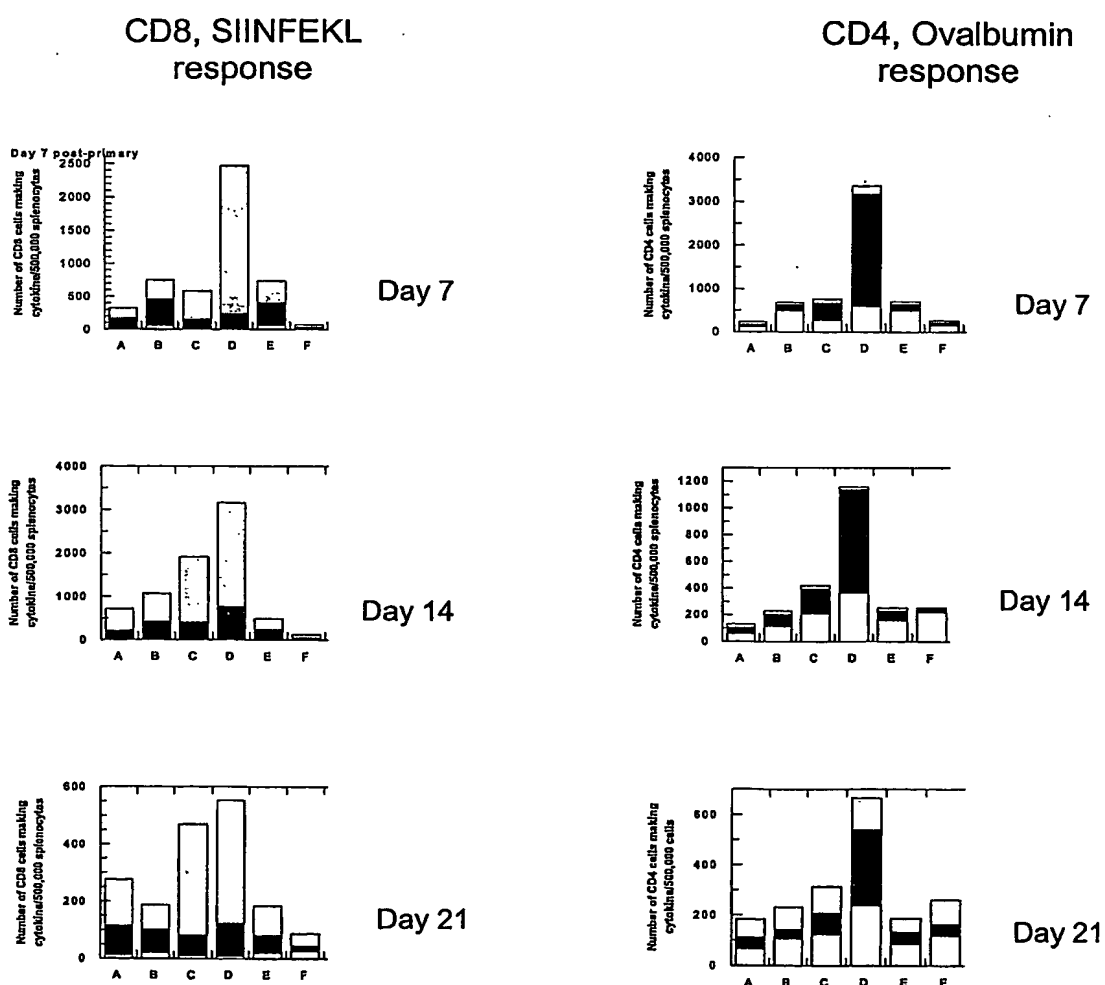 CD8, SIINFEKL
response
CD4, Ovalbumin
response
Day 7 post-primary
Number of CD8 cells making
cytokine/500,000 splenocytes
2500
2000
1500
1000
500
0
A B C D E F
Day 7
Number of CD4 cells making
cytokine/500,000 splenocytes
4000
3000
2000
1000
0
A B C D E F
Day 7
Number of CD8 cells making
cytokine/500,000 splenocytes
4000
3000
2000
1000
0
A B C D E F
Day 14
Number of CD4 cells making
cytokine/500,000 splenocytes
1200
1000
800
600
400
200
0
A B C D E F
Day 14
Number of CD8 cells making
cytokine/500,000 splenocytes
600
400
200
0
A B C D E F
Day 21
Number of CD4 cells making
cytokine/500,000 cells
600
400
200
0
A B C D E F
Day 21